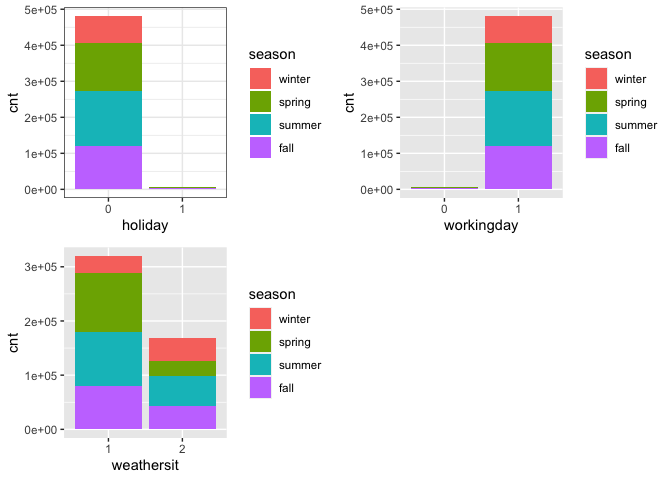 5e+05
4e+05
3e+05
2e+05
1e+05
0e+00
cnt
0 1
holiday
season
winter
spring
summer
fall
5e+05
4e+05
3e+05
2e+05
1e+05
0e+00
cnt
0 1
workingday
season
winter
spring
summer
fall
3e+05
2e+05
1e+05
0e+00
cnt
1 2
weathersit
season
winter
spring
summer
fall